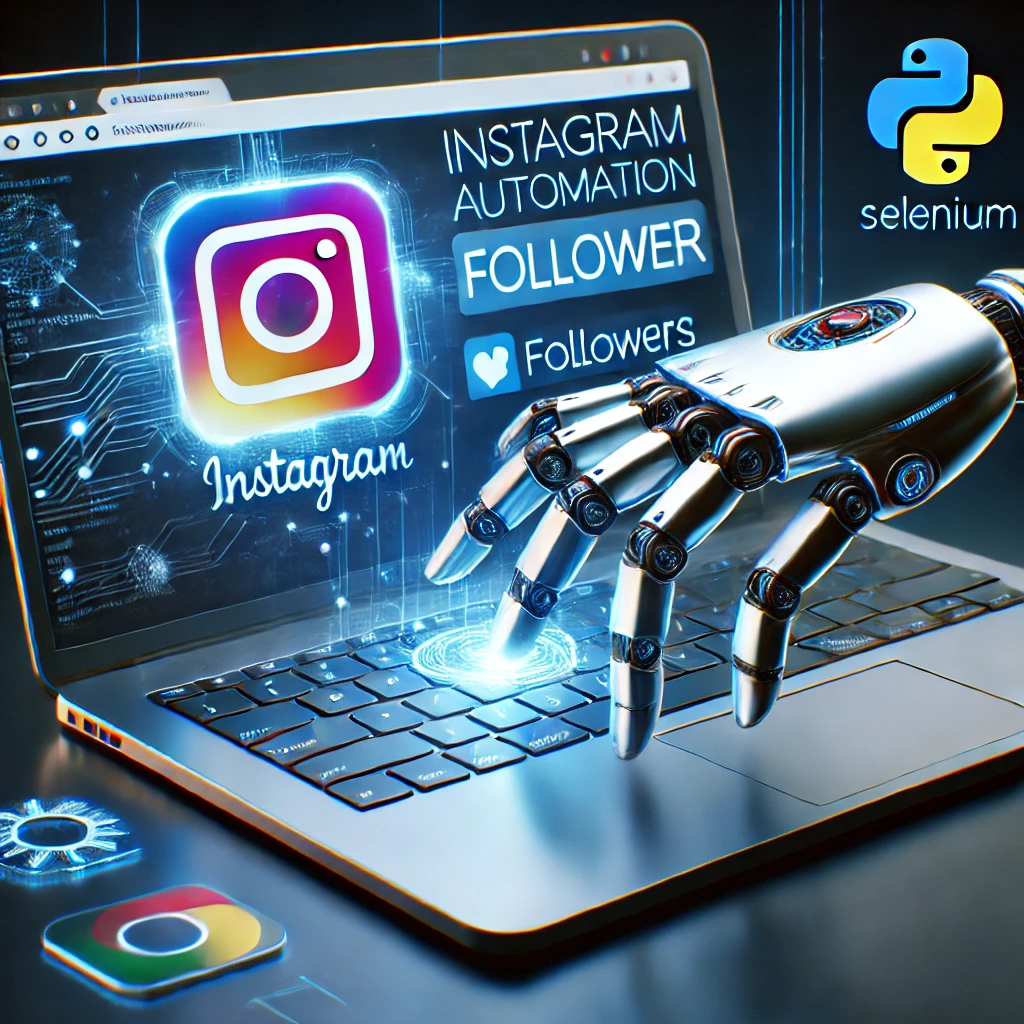 INSTAGRAM
AUTOMATION
FOLLOWER
Followers
Instagram
selenium